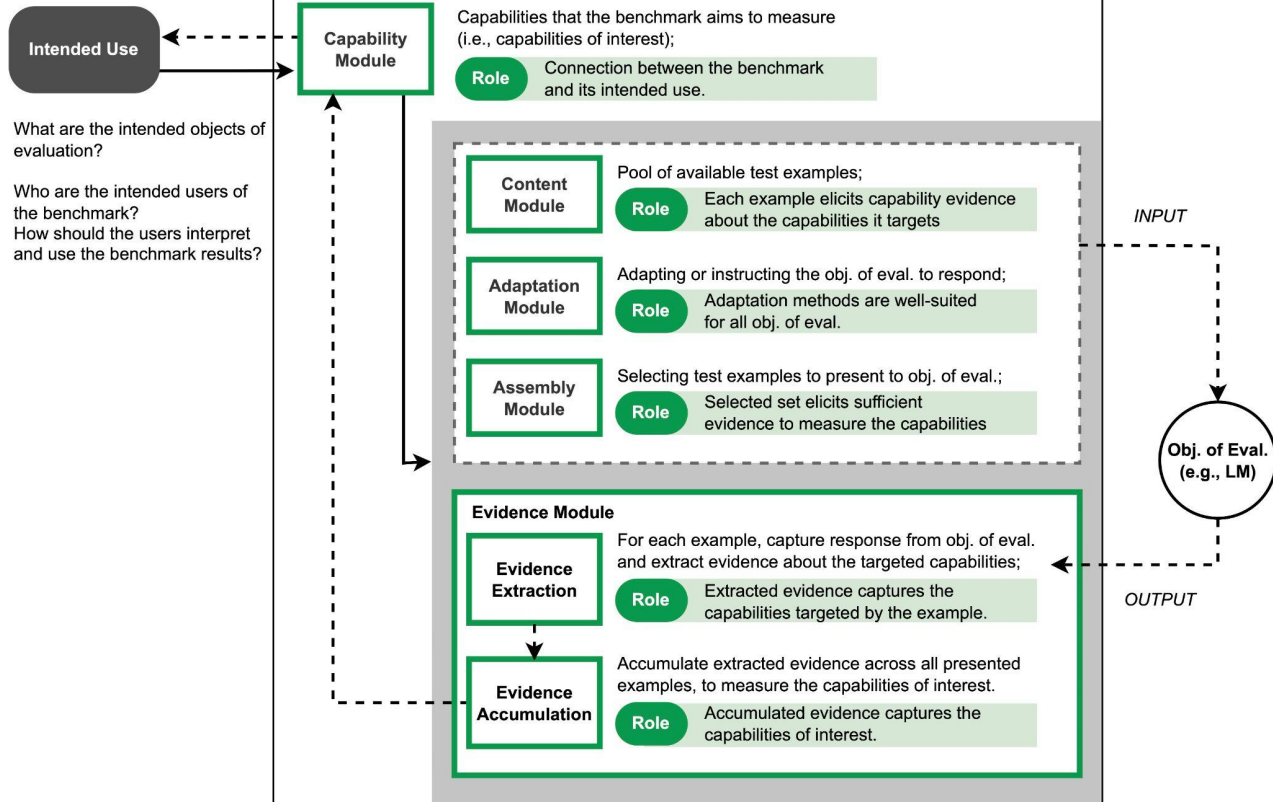 Intended Use
What are the intended objects of
evaluation?
Who are the intended users of
the benchmark?
How should the users interpret
and use the benchmark results?
Capability
Module
Capabilities that the benchmark aims to measure
(i.e., capabilities of interest);
Role
Connection between the benchmark
and its intended use.
Content
Module
Pool of available test examples;
Role
Each example elicits capability evidence
about the capabilities it targets
Adaptation
Module
Adapting or instructing the obj. of eval. to respond;
Role
Adaptation methods are well-suited
for all obj. of eval.
Assembly
Module
Selecting test examples to present to obj. of eval.;
Role
Selected set elicits sufficient
evidence to measure the capabilities
INPUT
Obj. of Eval.
(e.g., LM)
OUTPUT
Evidence Module
Evidence
Extraction
For each example, capture response from obj. of eval.
and extract evidence about the targeted capabilities;
Role
Extracted evidence captures the
capabilities targeted by the example.
Evidence
Accumulation
Accumulate extracted evidence across all presented
examples, to measure the capabilities of interest.
Role
Accumulated evidence captures the
capabilities of interest.